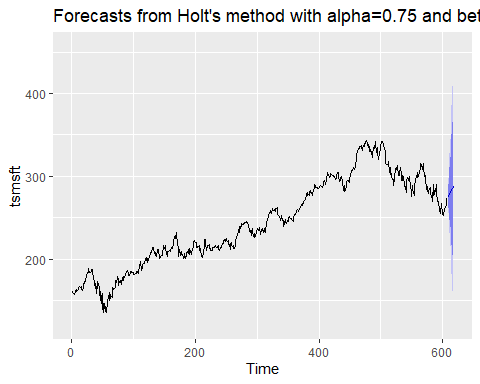 Forecasts from Holt's method with alpha=0.75 and bet
400
300
200
tsmsft
0 200 400 600
Time